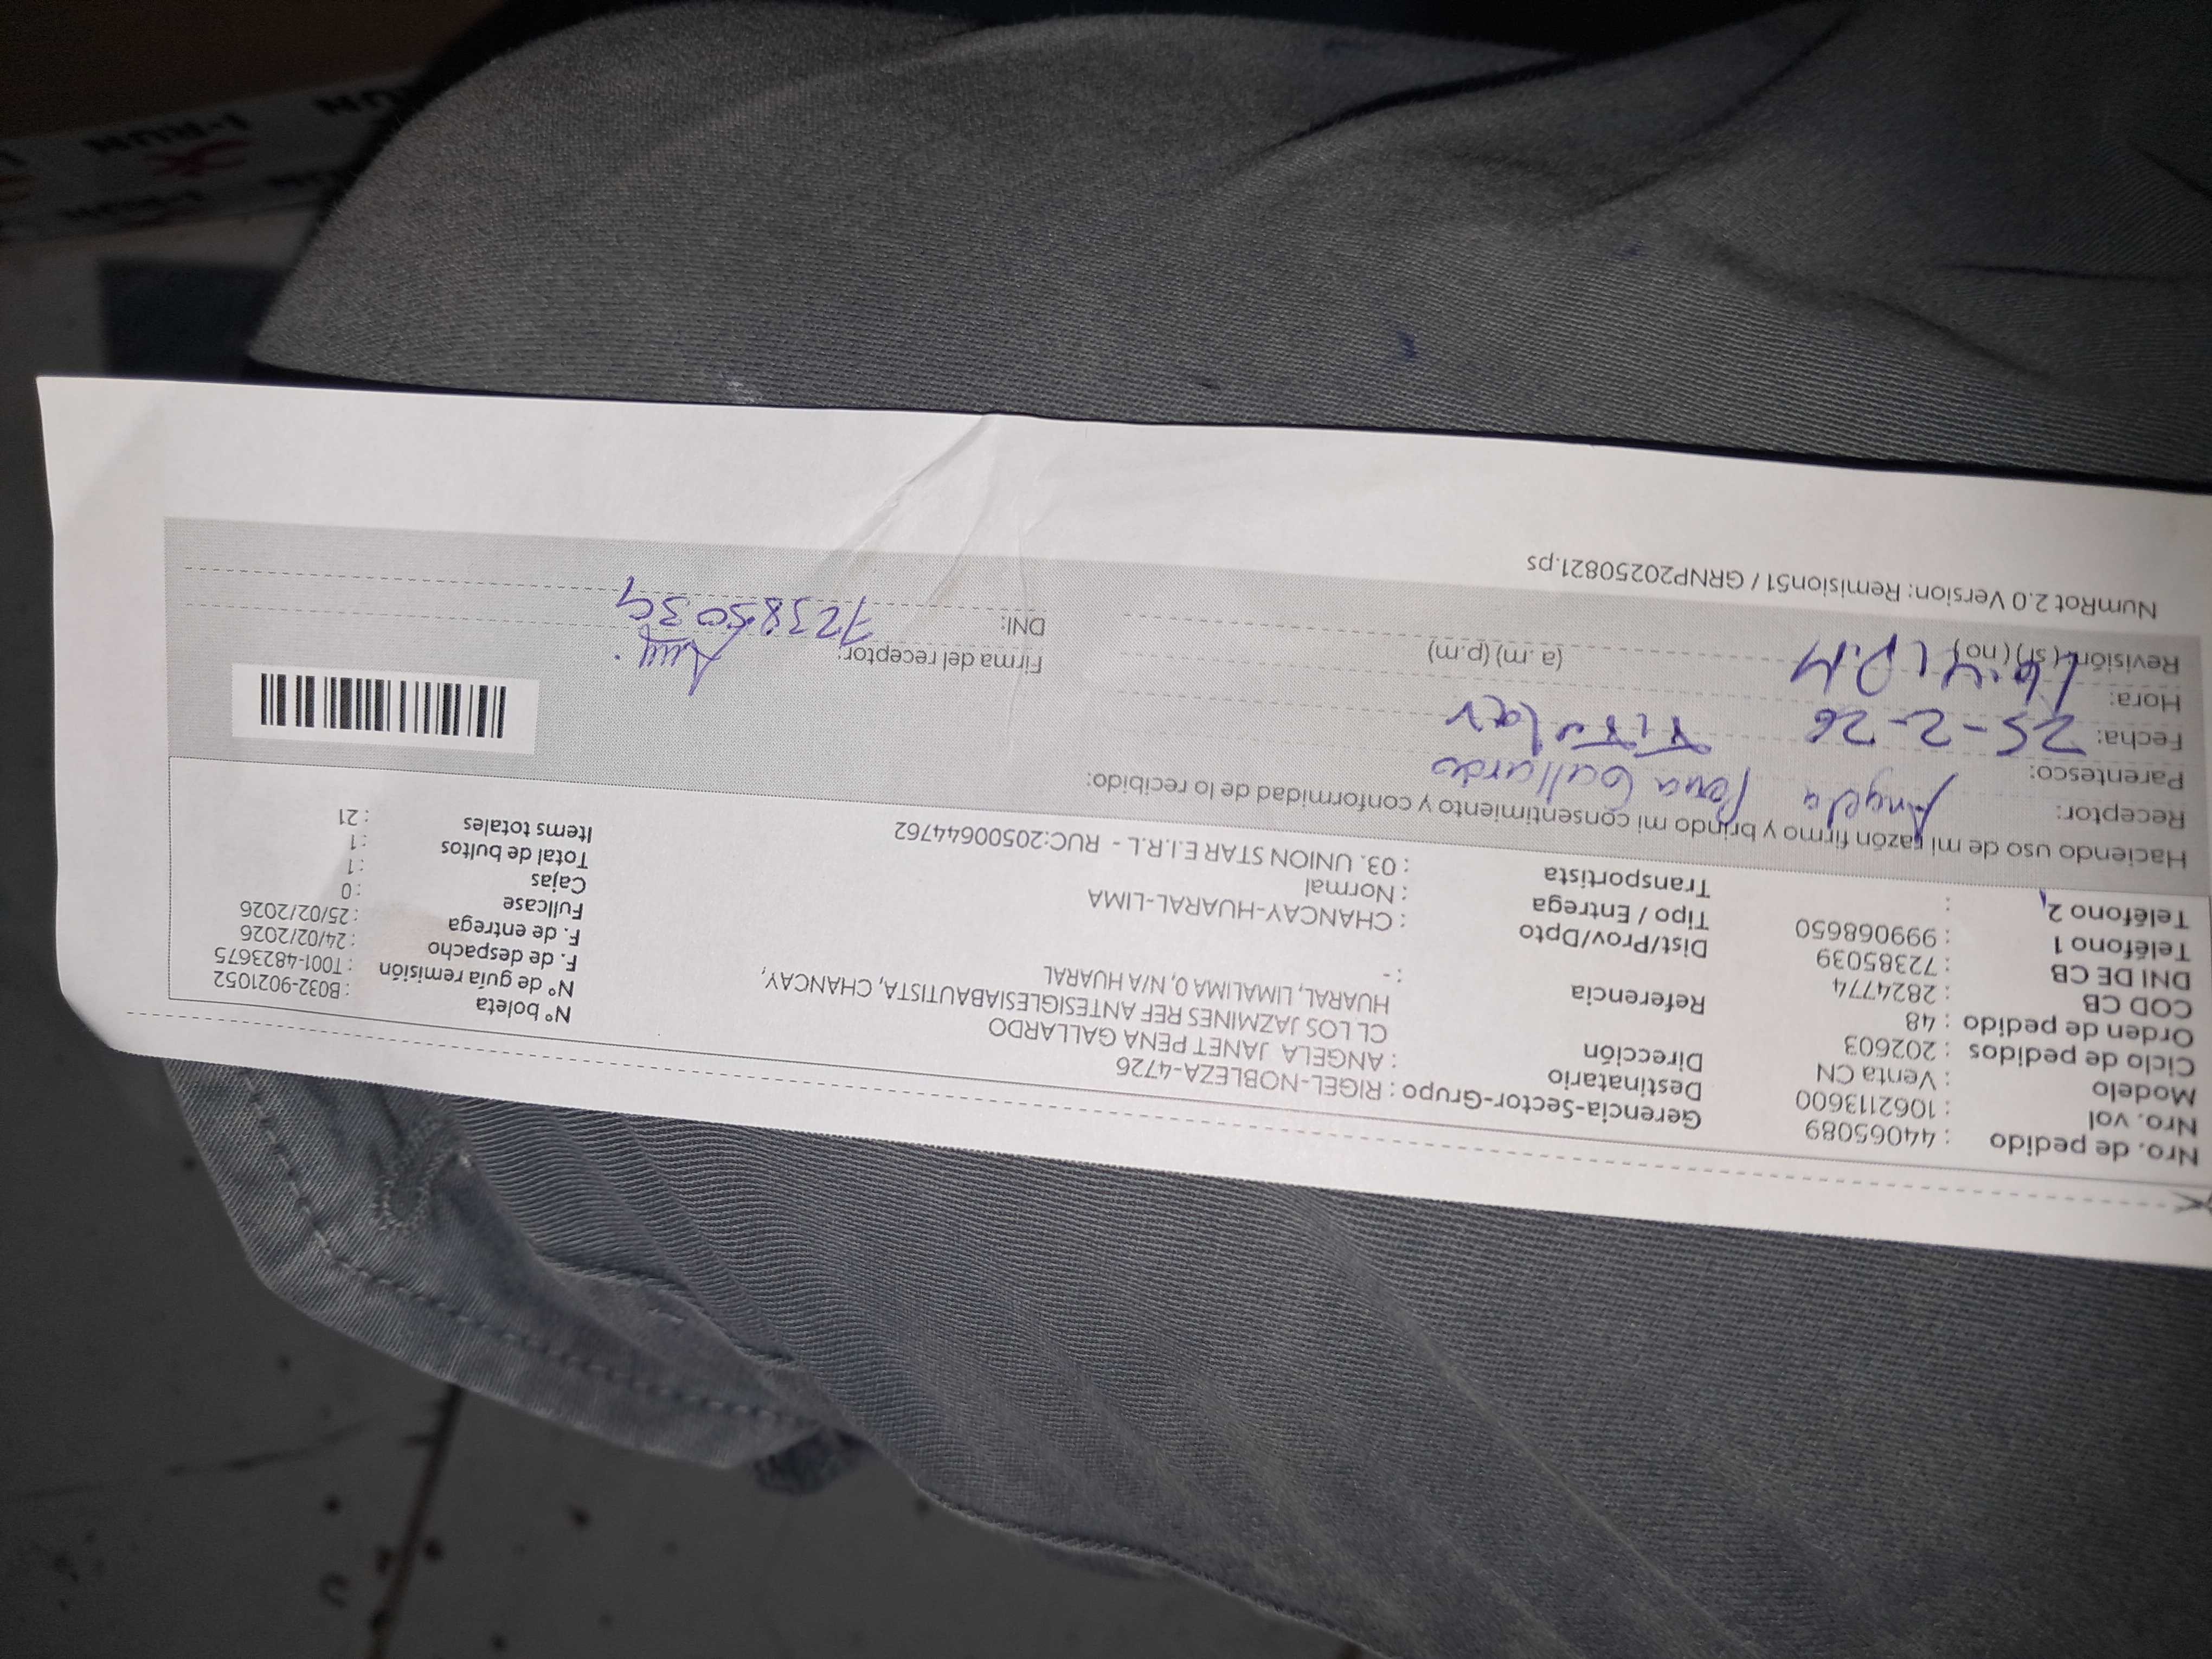 Nro. de pedido : 44065089
Nro. vol : 1062113600
Modelo : Venta CN
Ciclo de pedidos : 202603
Orden de pedido : 48
COD CB : 2824774
DNI DE CB : 72385039
Teléfono 1 : 999068650
Teléfono 2 :
Gerencia-Sector-Grupo : RIGEL-NOBLEZA-4726
Destinatario : ANGELA JANET PENA GALLARDO
Dirección CL LOS JAZMINES REF ANTESIGLESIABAUTISTA, CHANCAY,
HUARAL, LIMALIMA 0, N/A HUARAL
Referencia : -
Dist/Prov/Dpto : CHANCAY-HUARAL-LIMA
Tipo / Entrega : Normal
Transportista : 03. UNION STAR E.I.R.L - RUC:20500644762
Nº boleta : B032-9021052
Nº de guía remisión : T001-4823675
F. de despacho : 24/02/2026
F. de entrega : 25/02/2026
Fullcase : 0
Cajas : 1
Total de bultos : 1
Items totales : 21
Haciendo uso de mi razón firmo y brindo mi consentimiento y conformidad de lo recibido:
Receptor: Angela Pena Gallardo
Parentesco: Titular
Fecha: 25-2-26
Hora: P.M (a.m) (p.m)
Revisión: (si) (no)
Firma del receptor:
DNI: 72385039
NumRot 2.0 Version: Remision51 / GRNP20250821.ps
I-RUN